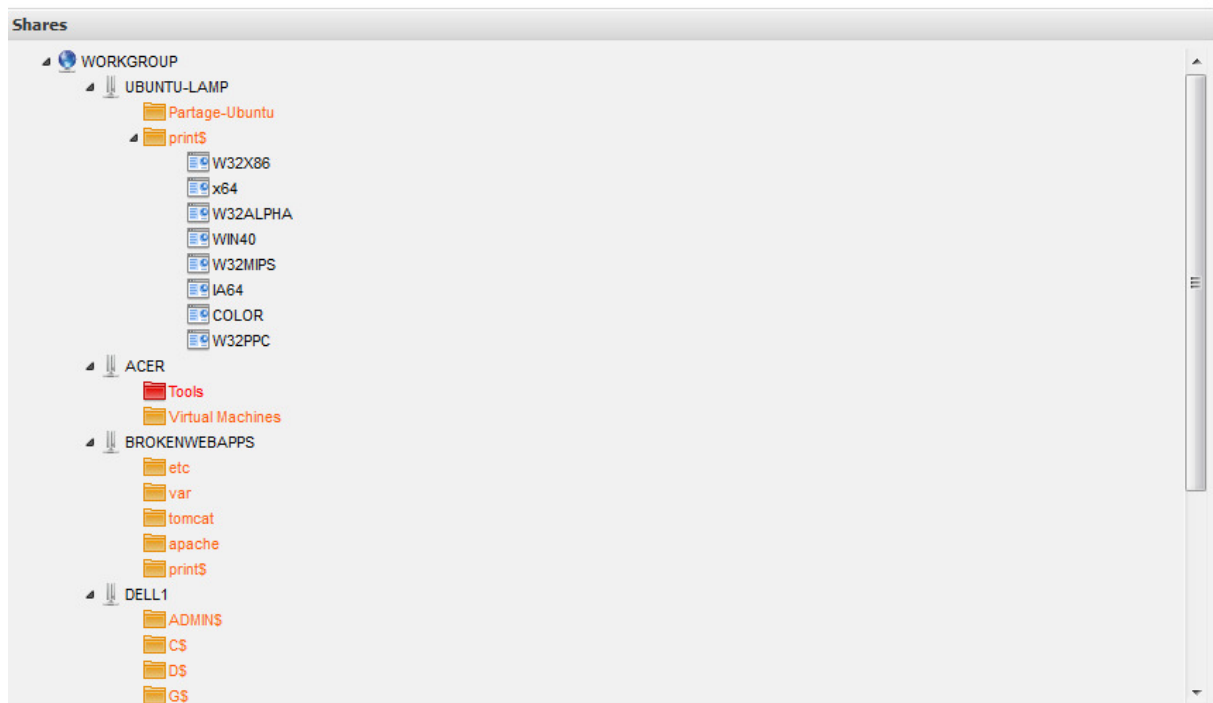 Shares
WORKGROUP
UBUNTU-LAMP
Partage-Ubuntu
print$
W32X86
x64
W32ALPHA
WIN40
W32MIPS
IA64
COLOR
W32PPC
ACER
Tools
Virtual Machines
BROKENWEBAPPS
etc
var
tomcat
apache
print$
DELL1
ADMIN$
C$
D$
G$